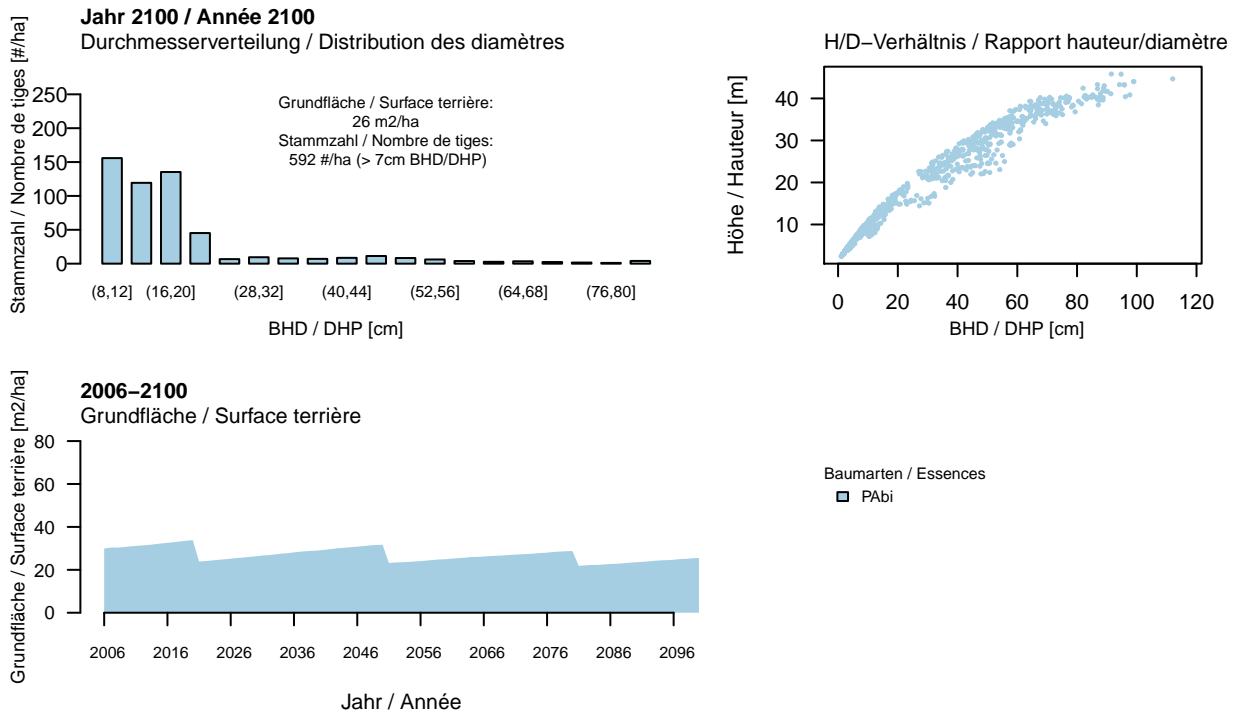 Jahr 2100 / Année 2100
Durchmesserverteilung / Distribution des diamètres
Stammzahl / Nombre de tiges [#/ha]
250
200
150
100
50
0
Grundfläche / Surface terrière:
26 m2/ha
Stammzahl / Nombre de tiges:
592 #/ha (> 7cm BHD/DHP)
(8,12] (16,20] (28,32] (40,44] (52,56] (64,68] (76,80]
BHD / DHP [cm]
H/D−Verhältnis / Rapport hauteur/diamètre
Höhe / Hauteur [m]
40
30
20
10
0 20 40 60 80 100 120
BHD / DHP [cm]
2006−2100
Grundfläche / Surface terrière
Grundfläche / Surface terrière [m2/ha]
80
60
40
20
0
2006 2016 2026 2036 2046 2056 2066 2076 2086 2096
Jahr / Année
Baumarten / Essences
PAbi